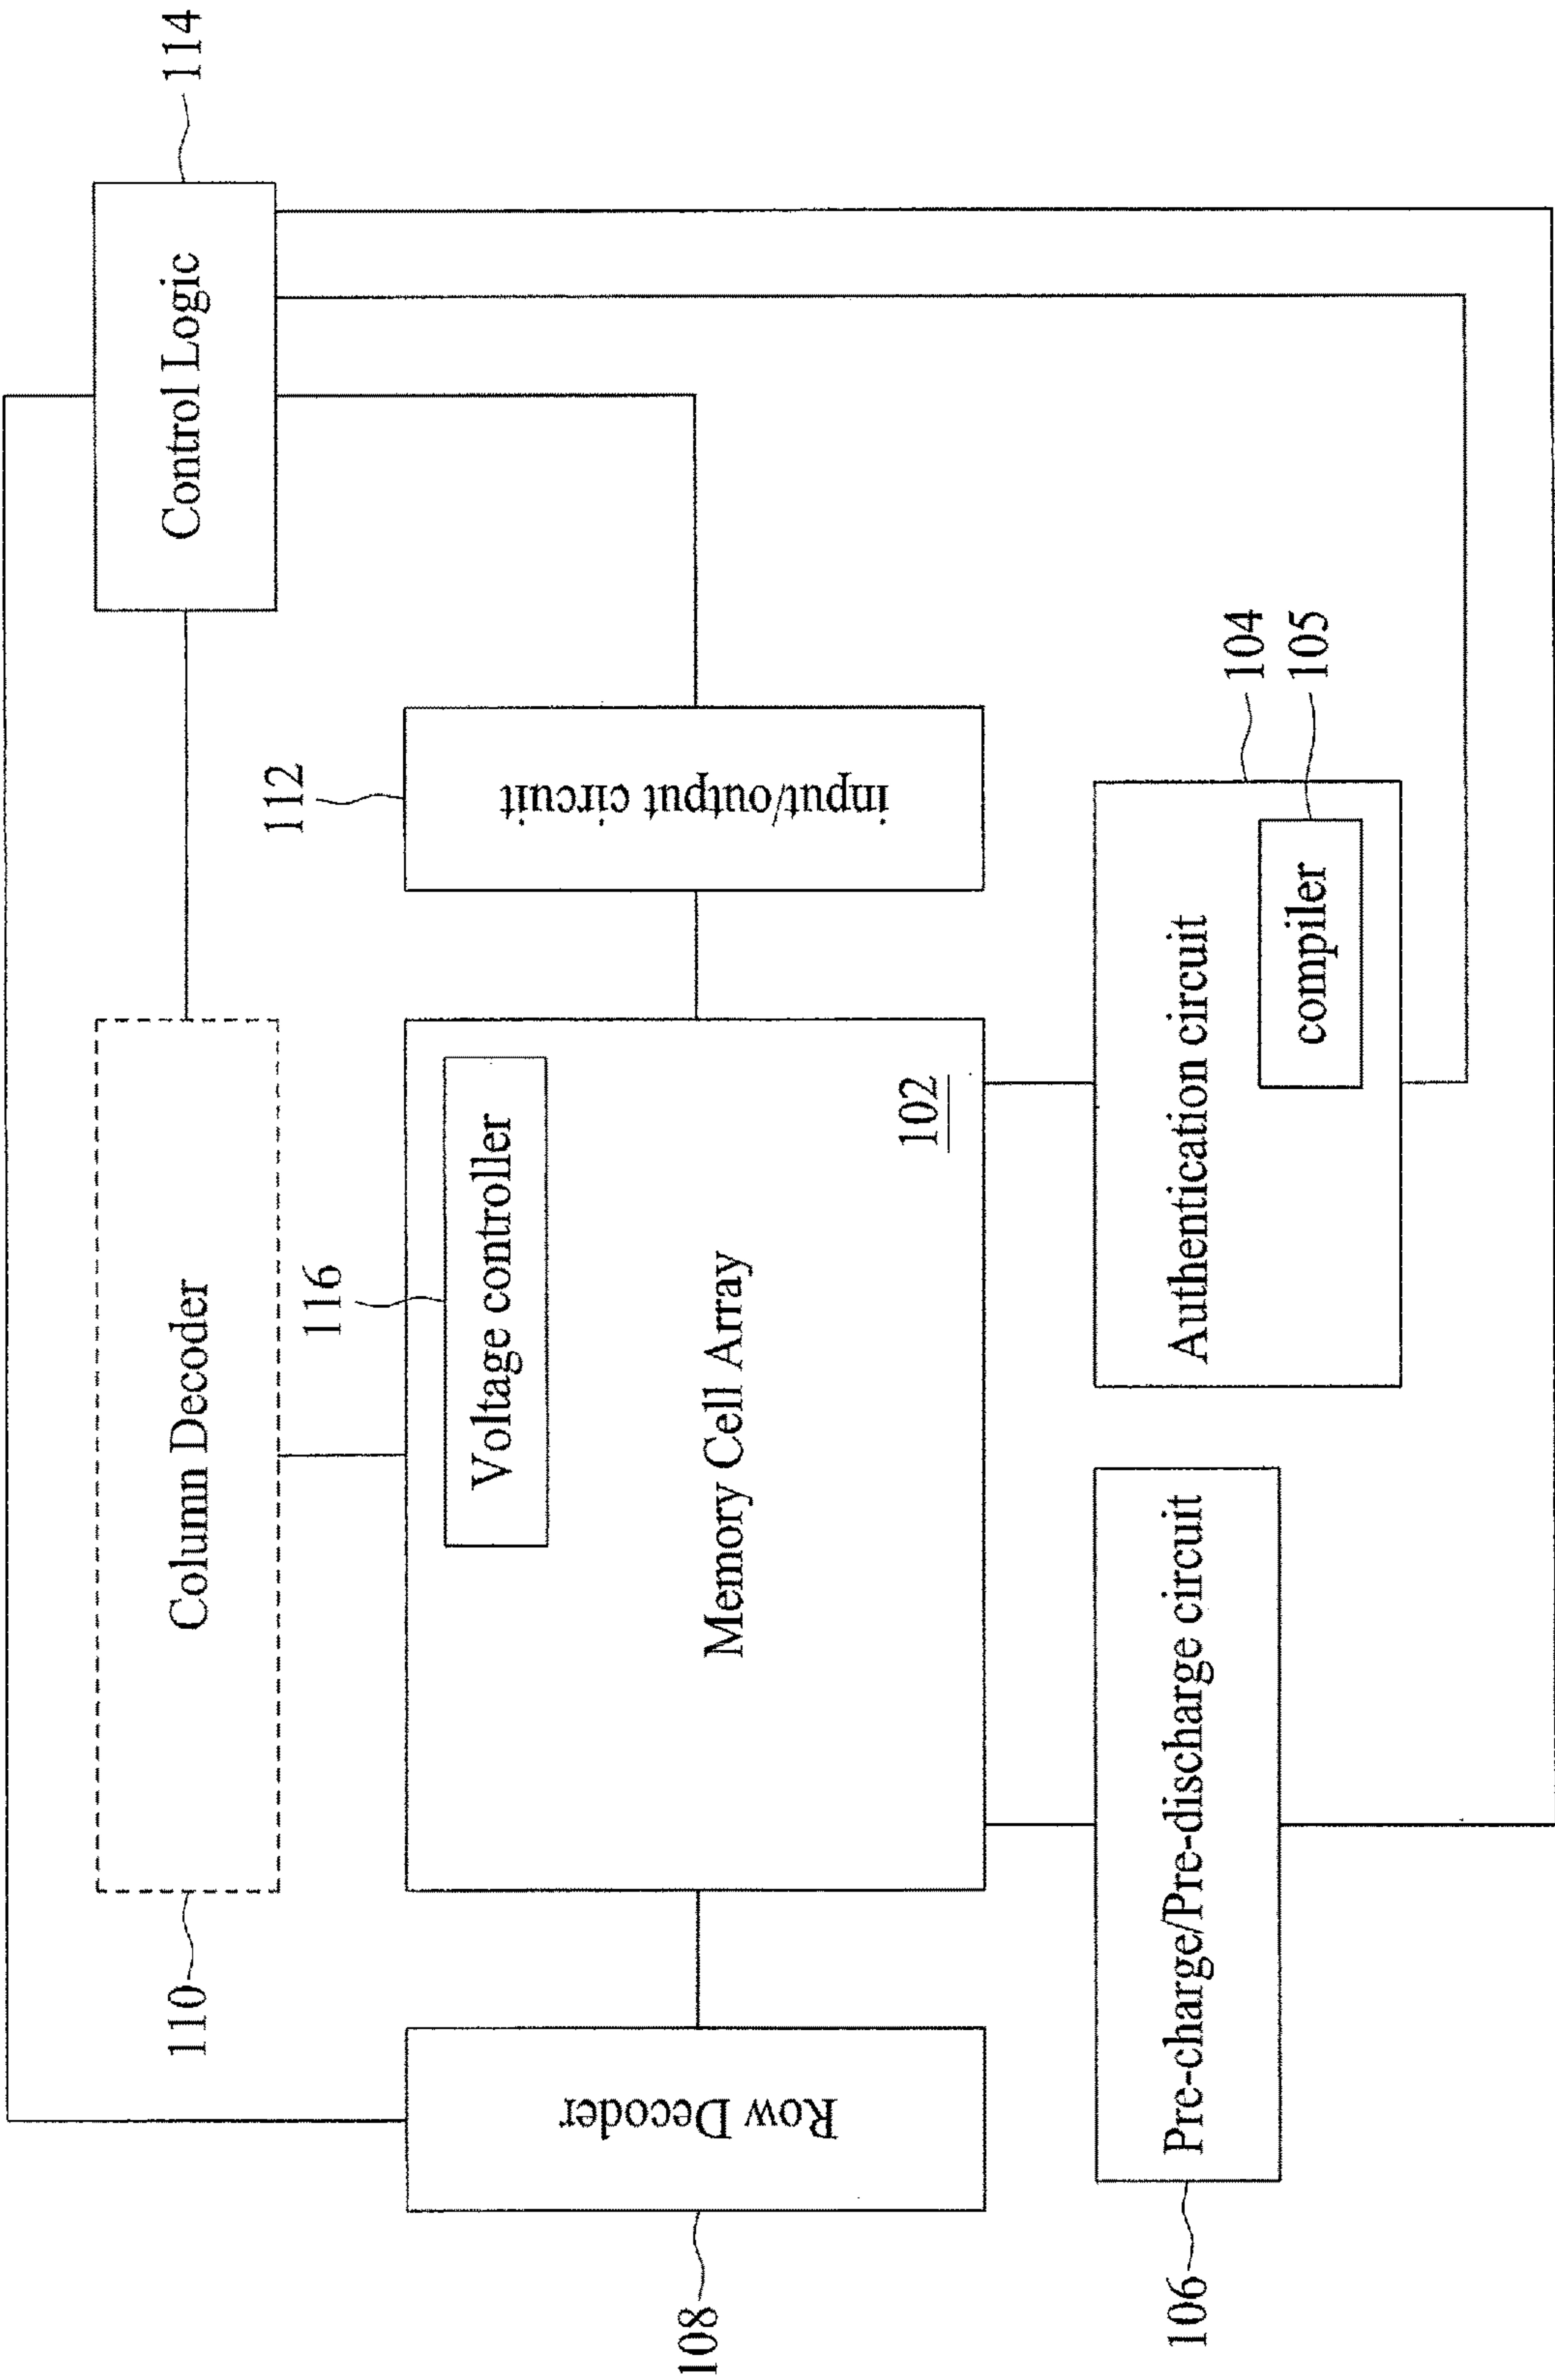 114
Control Logic
Column Decoder
110
112
input/output circuit
116
Voltage controller
Memory Cell Array
102
Row Decoder
108
104
105
Authentication circuit
compiler
Pre-charge/Pre-discharge circuit
106